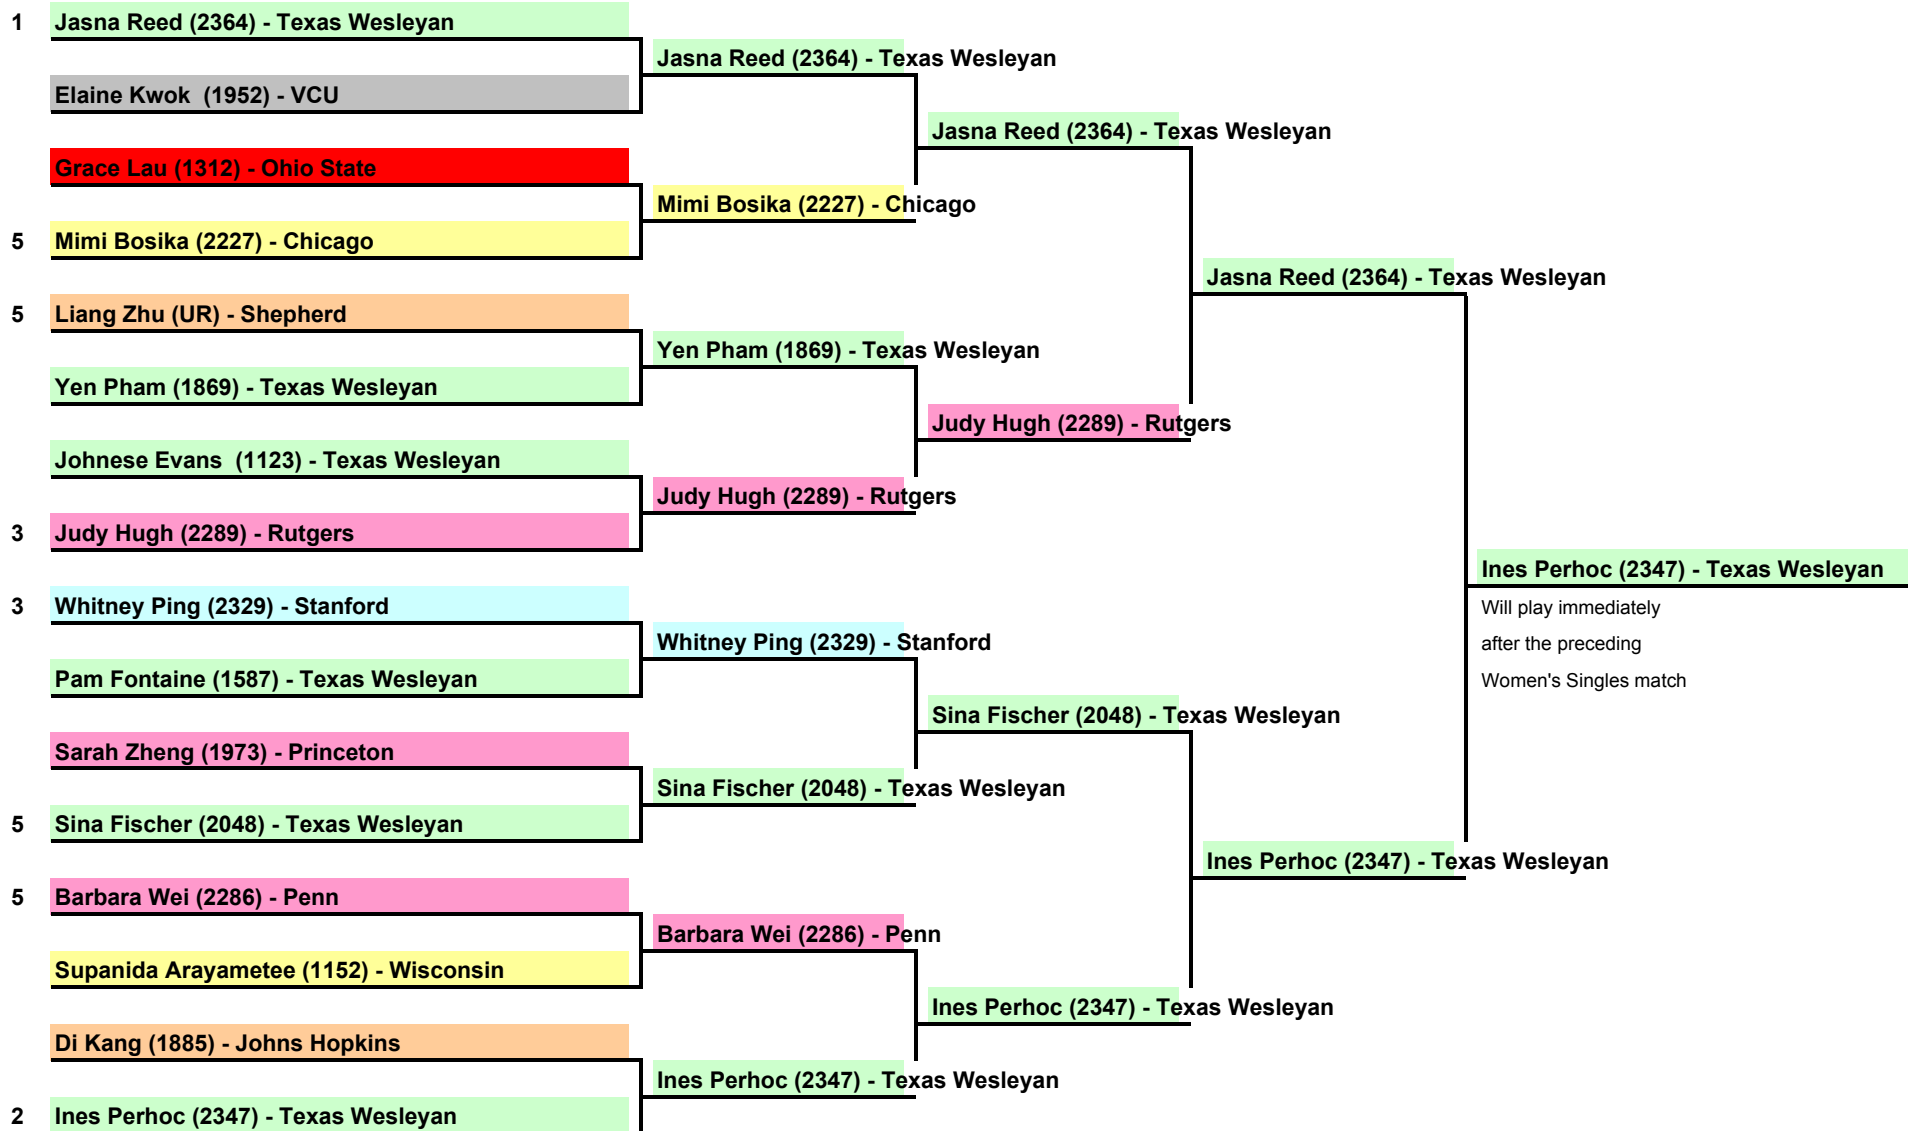 1 Jasna Reed (2364) - Texas Wesleyan
Jasna Reed (2364) - Texas Wesleyan
Elaine Kwok  (1952) - VCU
Jasna Reed (2364) - Texas Wesleyan
Grace Lau (1312) - Ohio State
Mimi Bosika (2227) - Chicago
5 Mimi Bosika (2227) - Chicago
Jasna Reed (2364) - Texas Wesleyan
5 Liang Zhu (UR) - Shepherd
Yen Pham (1869) - Texas Wesleyan
Yen Pham (1869) - Texas Wesleyan
Judy Hugh (2289) - Rutgers
Johnese Evans  (1123) - Texas Wesleyan
Judy Hugh (2289) - Rutgers
3 Judy Hugh (2289) - Rutgers
Ines Perhoc (2347) - Texas Wesleyan
3 Whitney Ping (2329) - Stanford
Will play immediately
Whitney Ping (2329) - Stanford
after the preceding
Pam Fontaine (1587) - Texas Wesleyan
Women's Singles match
Sina Fischer (2048) - Texas Wesleyan
Sarah Zheng (1973) - Princeton
Sina Fischer (2048) - Texas Wesleyan
5 Sina Fischer (2048) - Texas Wesleyan
Ines Perhoc (2347) - Texas Wesleyan
5 Barbara Wei (2286) - Penn
Barbara Wei (2286) - Penn
Supanida Arayametee (1152) - Wisconsin
Ines Perhoc (2347) - Texas Wesleyan
Di Kang (1885) - Johns Hopkins
Ines Perhoc (2347) - Texas Wesleyan
2 Ines Perhoc (2347) - Texas Wesleyan